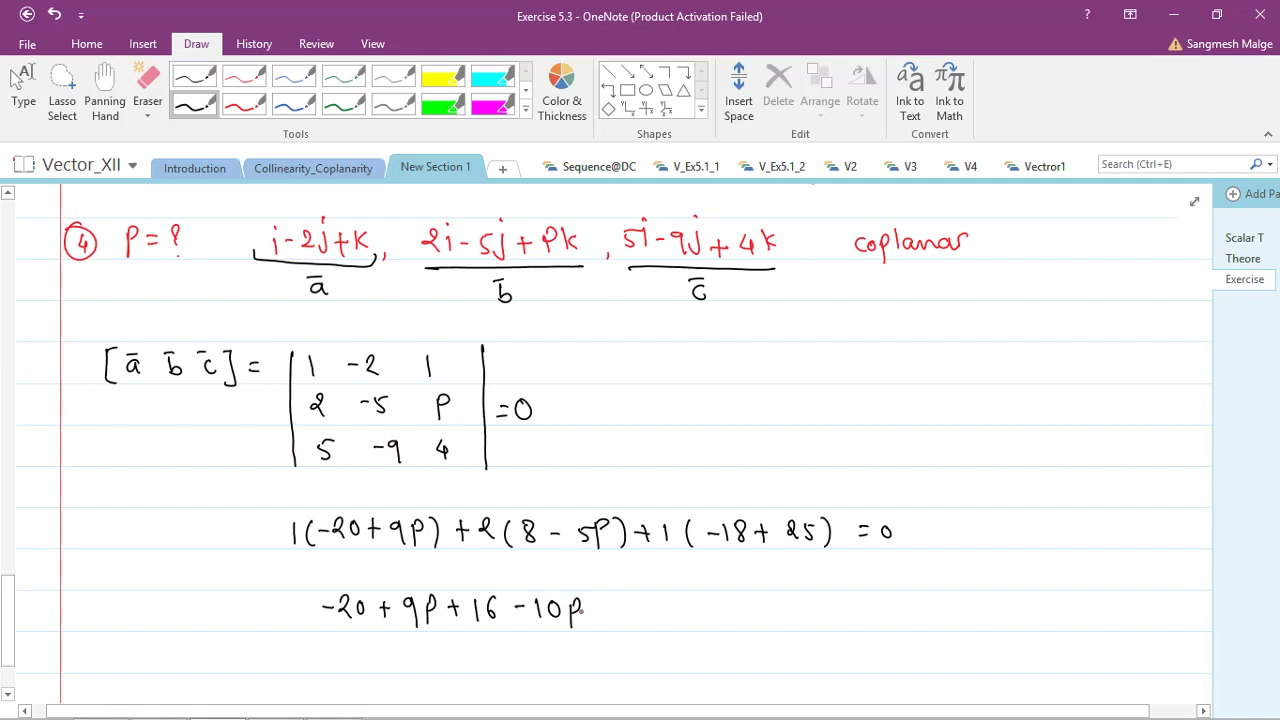 Exercise 5.3 - OneNote (Product Activation Failed)
?
Sangmesh Malge
File Home Insert Draw History Review View
Type
Lasso Select
Panning Hand
Eraser
Color & Thickness
Insert Space
Delete
Arrange
Rotate
Ink to Text
Ink to Math
Tools
Shapes
Edit
Convert
Vector_XII
Introduction
Collinearity_Coplanarity
New Section 1
+
Sequence@DC
V_Ex5.1_1
V_Ex5.1_2
V2
V3
V4
Vector1
Search (Ctrl+E)
Add Pa
Scalar T
Theore
Exercise
④ P = ? i - 2j + k , 2i - 5j + Pk , 5i - 9j + 4k coplanar
a̅ b̅ c̅
[a̅ b̅ c̅] = | 1 -2 1 |
| 2 -5 P | = 0
| 5 -9 4 |
1(-20 + 9P) + 2(8 - 5P) + 1(-18 + 25) = 0
-20 + 9P + 16 - 10P